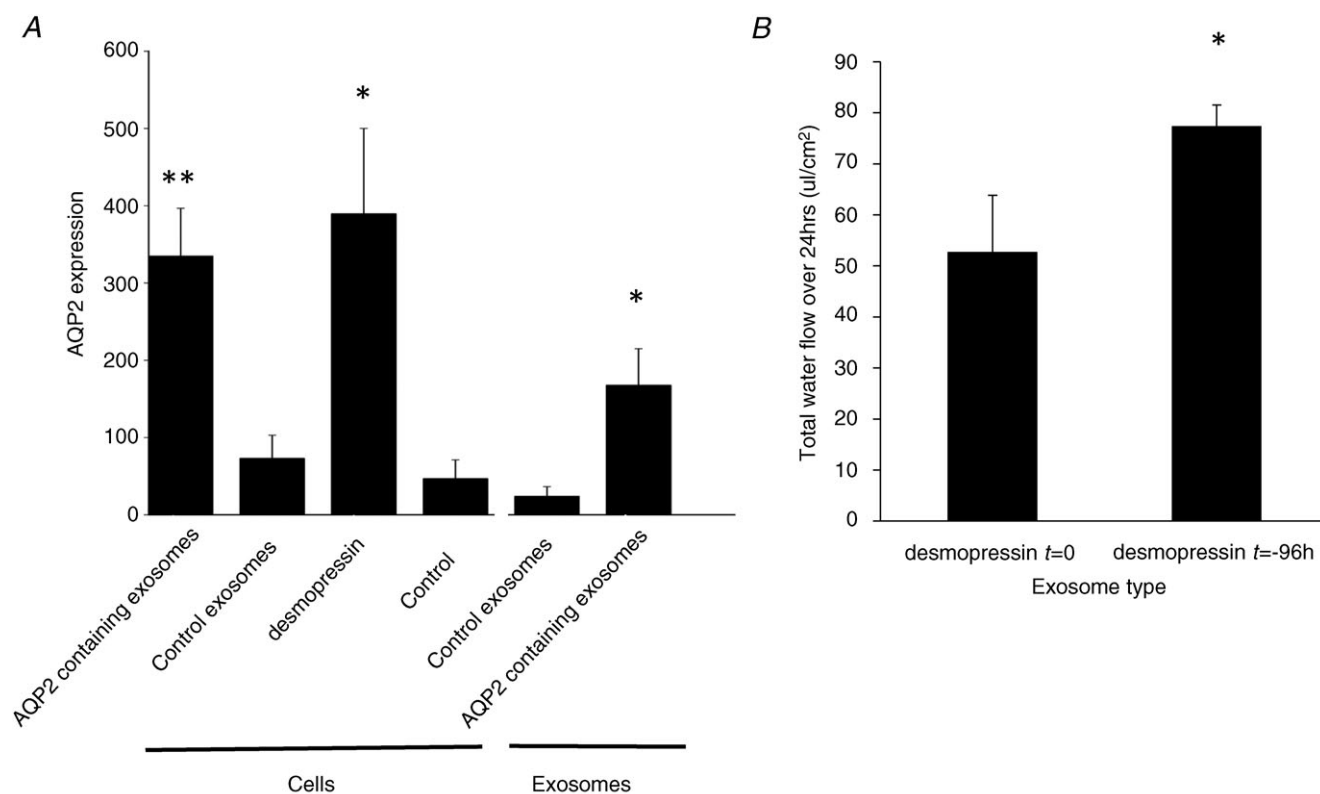 A
600
500
400
300
200
100
0
AQP2 expression
**
*
*
AQP2 containing exosomes
Control exosomes
desmopressin
Control
Control exosomes
AQP2 containing exosomes
Cells
Exosomes
B
*
90
80
70
60
50
40
30
20
10
0
Total water flow over 24hrs (ul/cm²)
desmopressin t=0
desmopressin t=-96h
Exosome type